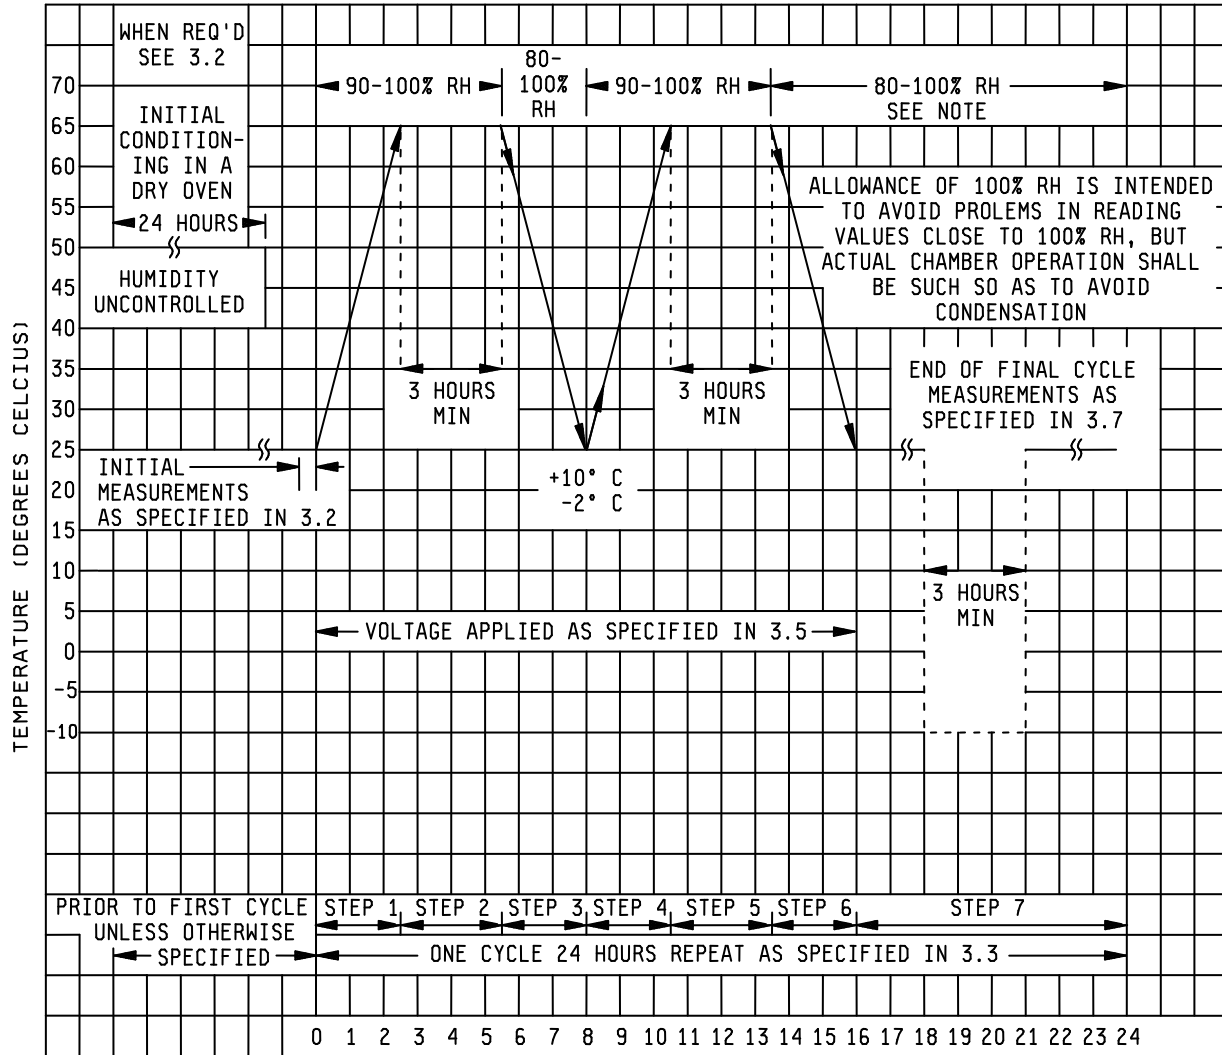 WHEN REQ'D
SEE 3.2
90-100% RH
80-
100%
RH
90-100% RH
80-100% RH
SEE NOTE
INITIAL
CONDITION-
ING IN A
DRY OVEN
24 HOURS
HUMIDITY
UNCONTROLLED
ALLOWANCE OF 100% RH IS INTENDED
TO AVOID PROLEMS IN READING
VALUES CLOSE TO 100% RH, BUT
ACTUAL CHAMBER OPERATION SHALL
BE SUCH SO AS TO AVOID
CONDENSATION
3 HOURS
MIN
3 HOURS
MIN
END OF FINAL CYCLE
MEASUREMENTS AS
SPECIFIED IN 3.7
INITIAL
MEASUREMENTS
AS SPECIFIED IN 3.2
+10° C
-2° C
3 HOURS
MIN
VOLTAGE APPLIED AS SPECIFIED IN 3.5
TEMPERATURE (DEGREES CELCIUS)
70
65
60
55
50
45
40
35
30
25
20
15
10
5
0
-5
-10
PRIOR TO FIRST CYCLE
UNLESS OTHERWISE
SPECIFIED
STEP 1 STEP 2 STEP 3 STEP 4 STEP 5 STEP 6 STEP 7
ONE CYCLE 24 HOURS REPEAT AS SPECIFIED IN 3.3
0 1 2 3 4 5 6 7 8 9 10 11 12 13 14 15 16 17 18 19 20 21 22 23 24